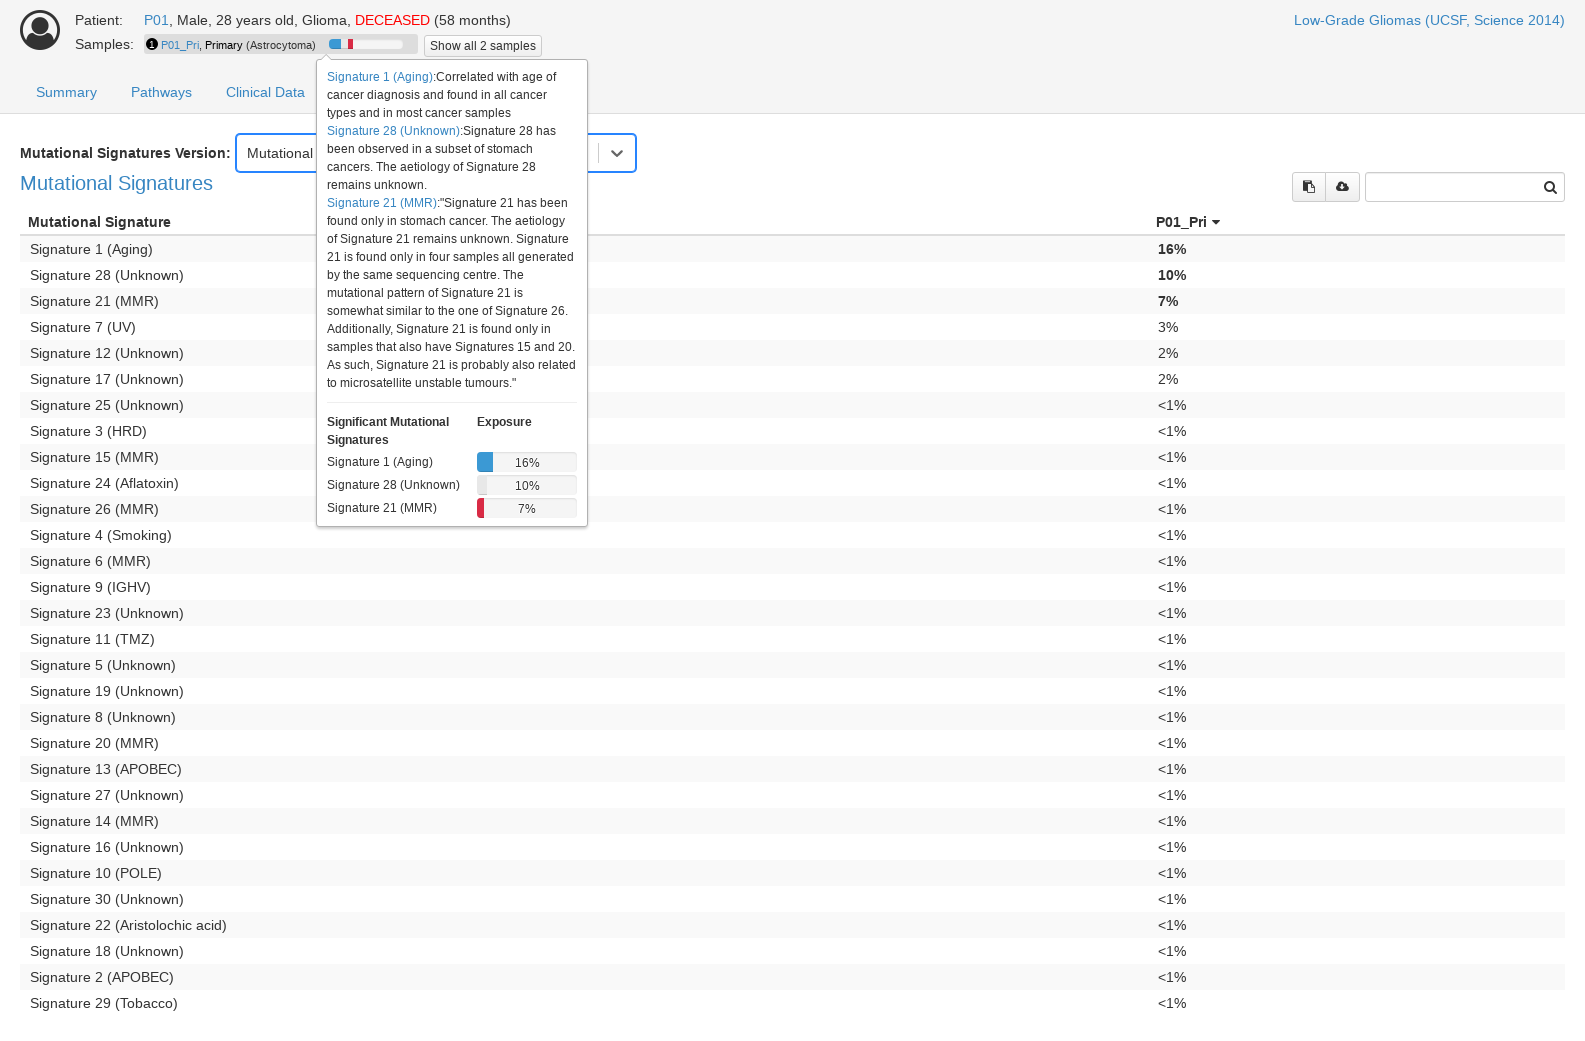 Patient: P01, Male, 28 years old, Glioma, DECEASED (58 months)
Low-Grade Gliomas (UCSF, Science 2014)
Samples: 1 P01_Pri, Primary (Astrocytoma) Show all 2 samples
Summary Pathways Clinical Data
Signature 1 (Aging):Correlated with age of
cancer diagnosis and found in all cancer
types and in most cancer samples
Signature 28 (Unknown):Signature 28 has
been observed in a subset of stomach
cancers. The aetiology of Signature 28
remains unknown.
Signature 21 (MMR):"Signature 21 has been
found only in stomach cancer. The aetiology
of Signature 21 remains unknown. Signature
21 is found only in four samples all generated
by the same sequencing centre. The
mutational pattern of Signature 21 is
somewhat similar to the one of Signature 26.
Additionally, Signature 21 is found only in
samples that also have Signatures 15 and 20.
As such, Signature 21 is probably also related
to microsatellite unstable tumours."
Significant Mutational
Signatures
Exposure
Signature 1 (Aging) 16%
Signature 28 (Unknown) 10%
Signature 21 (MMR) 7%
Mutational Signatures Version: Mutational
Mutational Signatures
Mutational Signature P01_Pri
Signature 1 (Aging) 16%
Signature 28 (Unknown) 10%
Signature 21 (MMR) 7%
Signature 7 (UV) 3%
Signature 12 (Unknown) 2%
Signature 17 (Unknown) 2%
Signature 25 (Unknown) <1%
Signature 3 (HRD) <1%
Signature 15 (MMR) <1%
Signature 24 (Aflatoxin) <1%
Signature 26 (MMR) <1%
Signature 4 (Smoking) <1%
Signature 6 (MMR) <1%
Signature 9 (IGHV) <1%
Signature 23 (Unknown) <1%
Signature 11 (TMZ) <1%
Signature 5 (Unknown) <1%
Signature 19 (Unknown) <1%
Signature 8 (Unknown) <1%
Signature 20 (MMR) <1%
Signature 13 (APOBEC) <1%
Signature 27 (Unknown) <1%
Signature 14 (MMR) <1%
Signature 16 (Unknown) <1%
Signature 10 (POLE) <1%
Signature 30 (Unknown) <1%
Signature 22 (Aristolochic acid) <1%
Signature 18 (Unknown) <1%
Signature 2 (APOBEC) <1%
Signature 29 (Tobacco) <1%